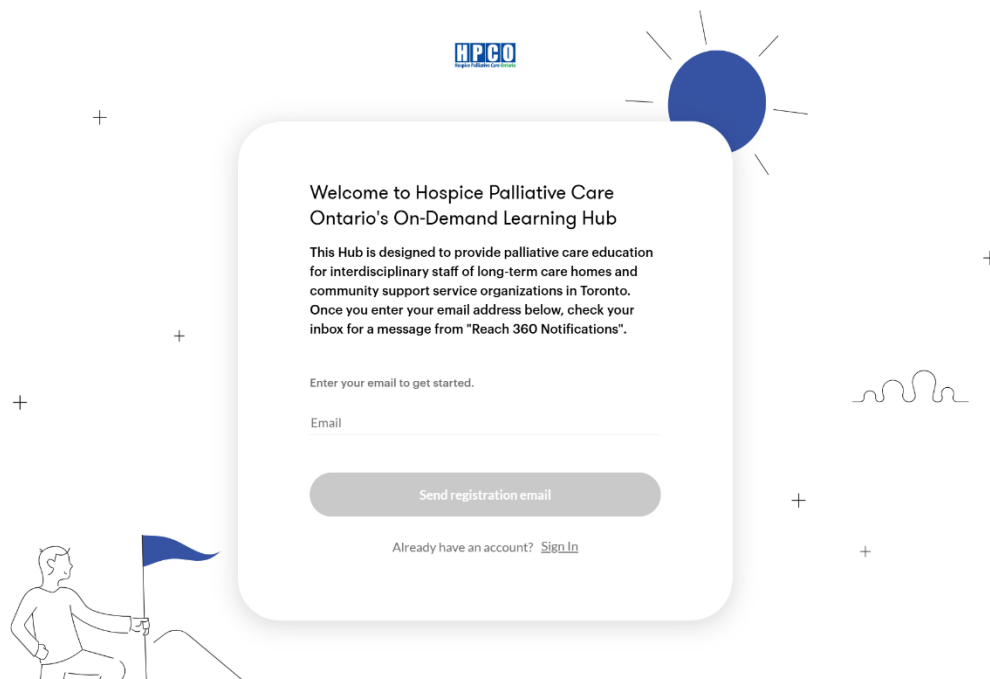 HPCO
Hospice Palliative Care Ontario
Welcome to Hospice Palliative Care
Ontario's On-Demand Learning Hub
This Hub is designed to provide palliative care education
for interdisciplinary staff of long-term care homes and
community support service organizations in Toronto.
Once you enter your email address below, check your
inbox for a message from "Reach 360 Notifications".
Enter your email to get started.
Email
Send registration email
Already have an account? Sign In